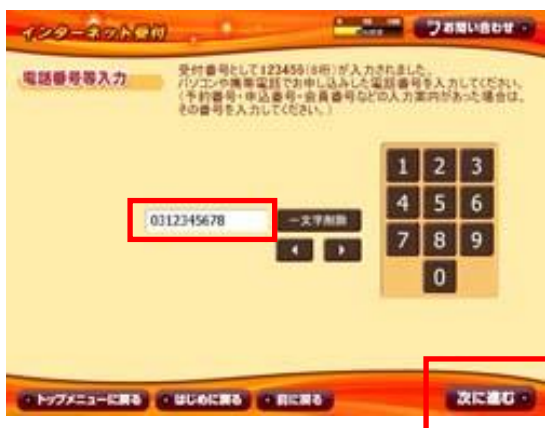 インターネット受付
お問い合わせ
電話番号等入力
受付番号として123456(6桁)が入力されました。
パソコンや携帯電話でお申し込みした電話番号を入力してください。
(予約番号・申込番号・会員番号などの入力案内があった場合は、
その番号を入力してください。)
1 2 3
4 5 6
0312345678 一文字削除
7 8 9
0
トップメニューに戻る はじめに戻る 前に戻る 次に進む